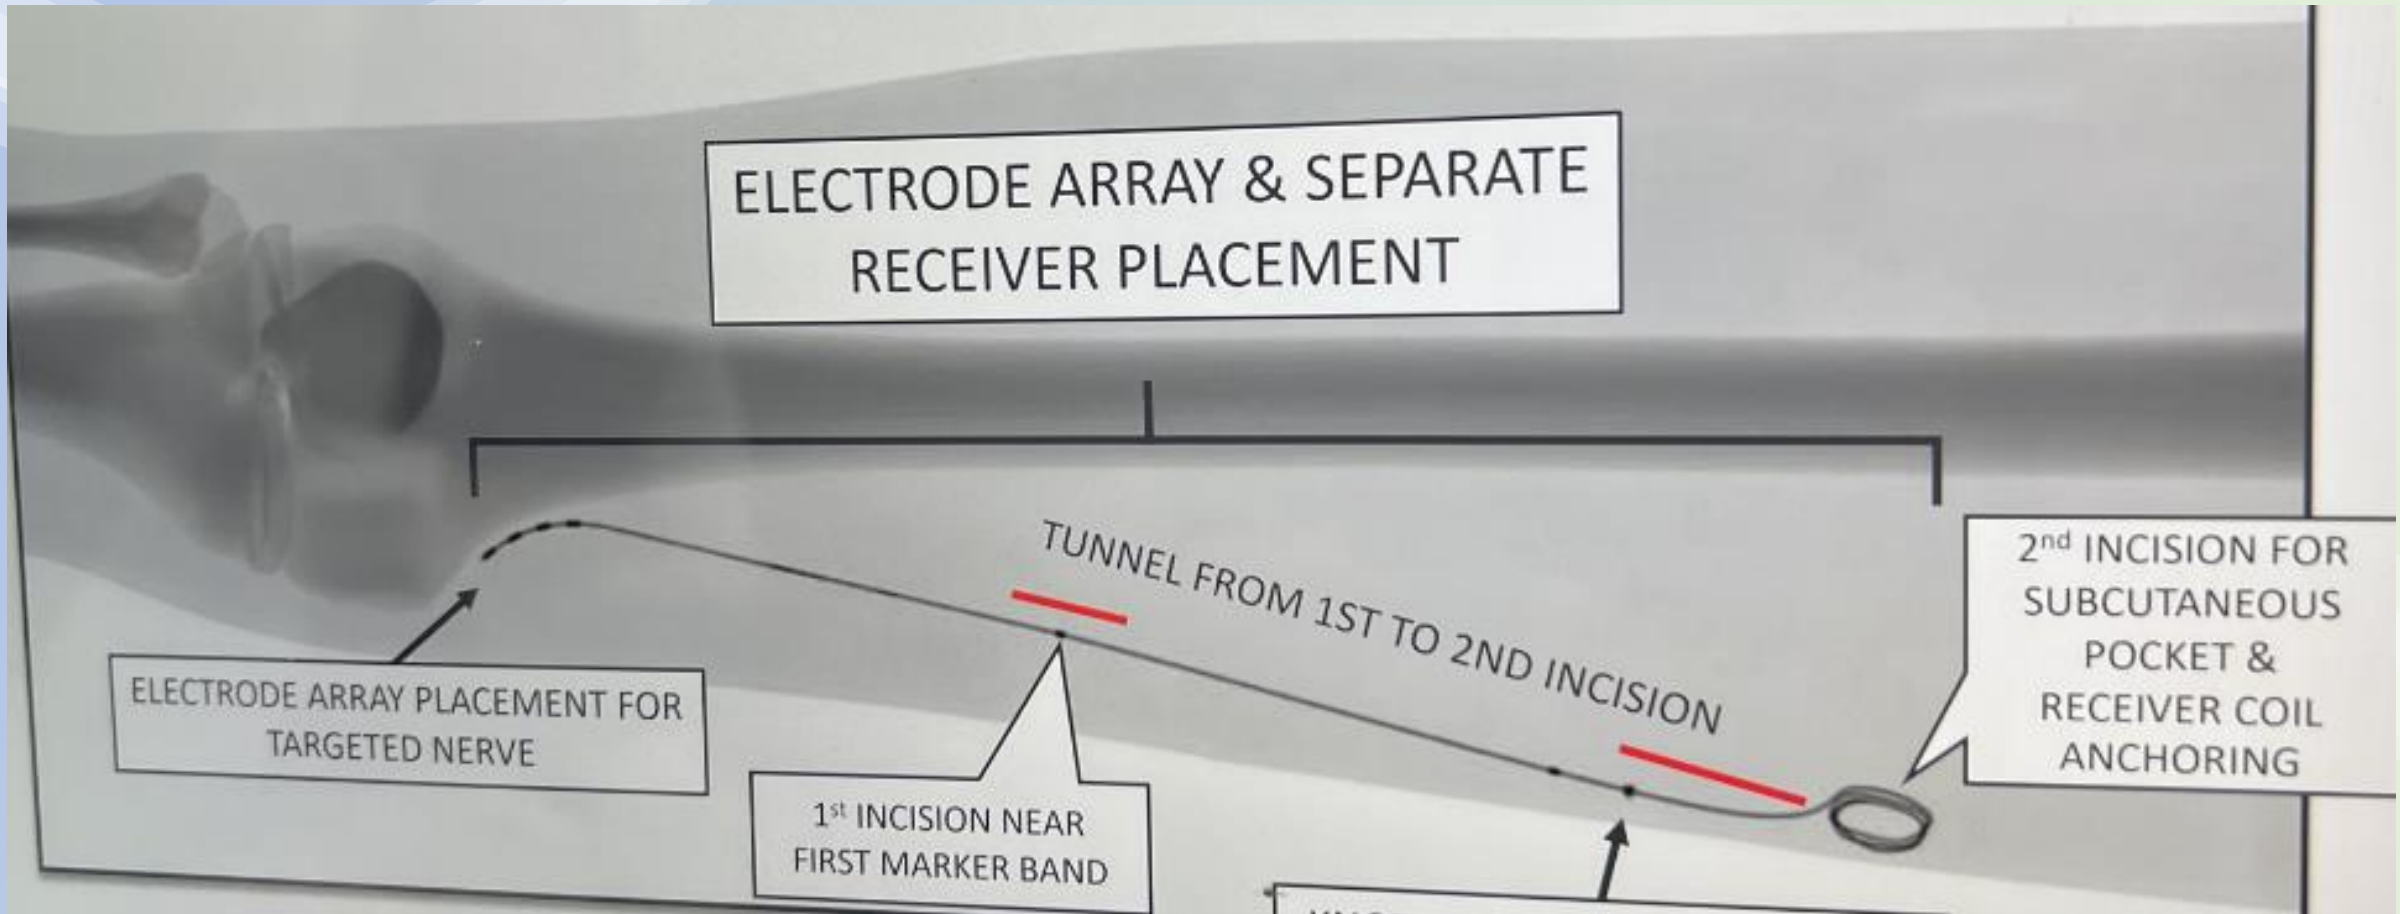 ELECTRODE ARRAY & SEPARATE
RECEIVER PLACEMENT
TUNNEL FROM 1ST TO 2ND INCISION
2nd INCISION FOR
SUBCUTANEOUS
POCKET &
RECEIVER COIL
ANCHORING
ELECTRODE ARRAY PLACEMENT FOR
TARGETED NERVE
1st INCISION NEAR
FIRST MARKER BAND